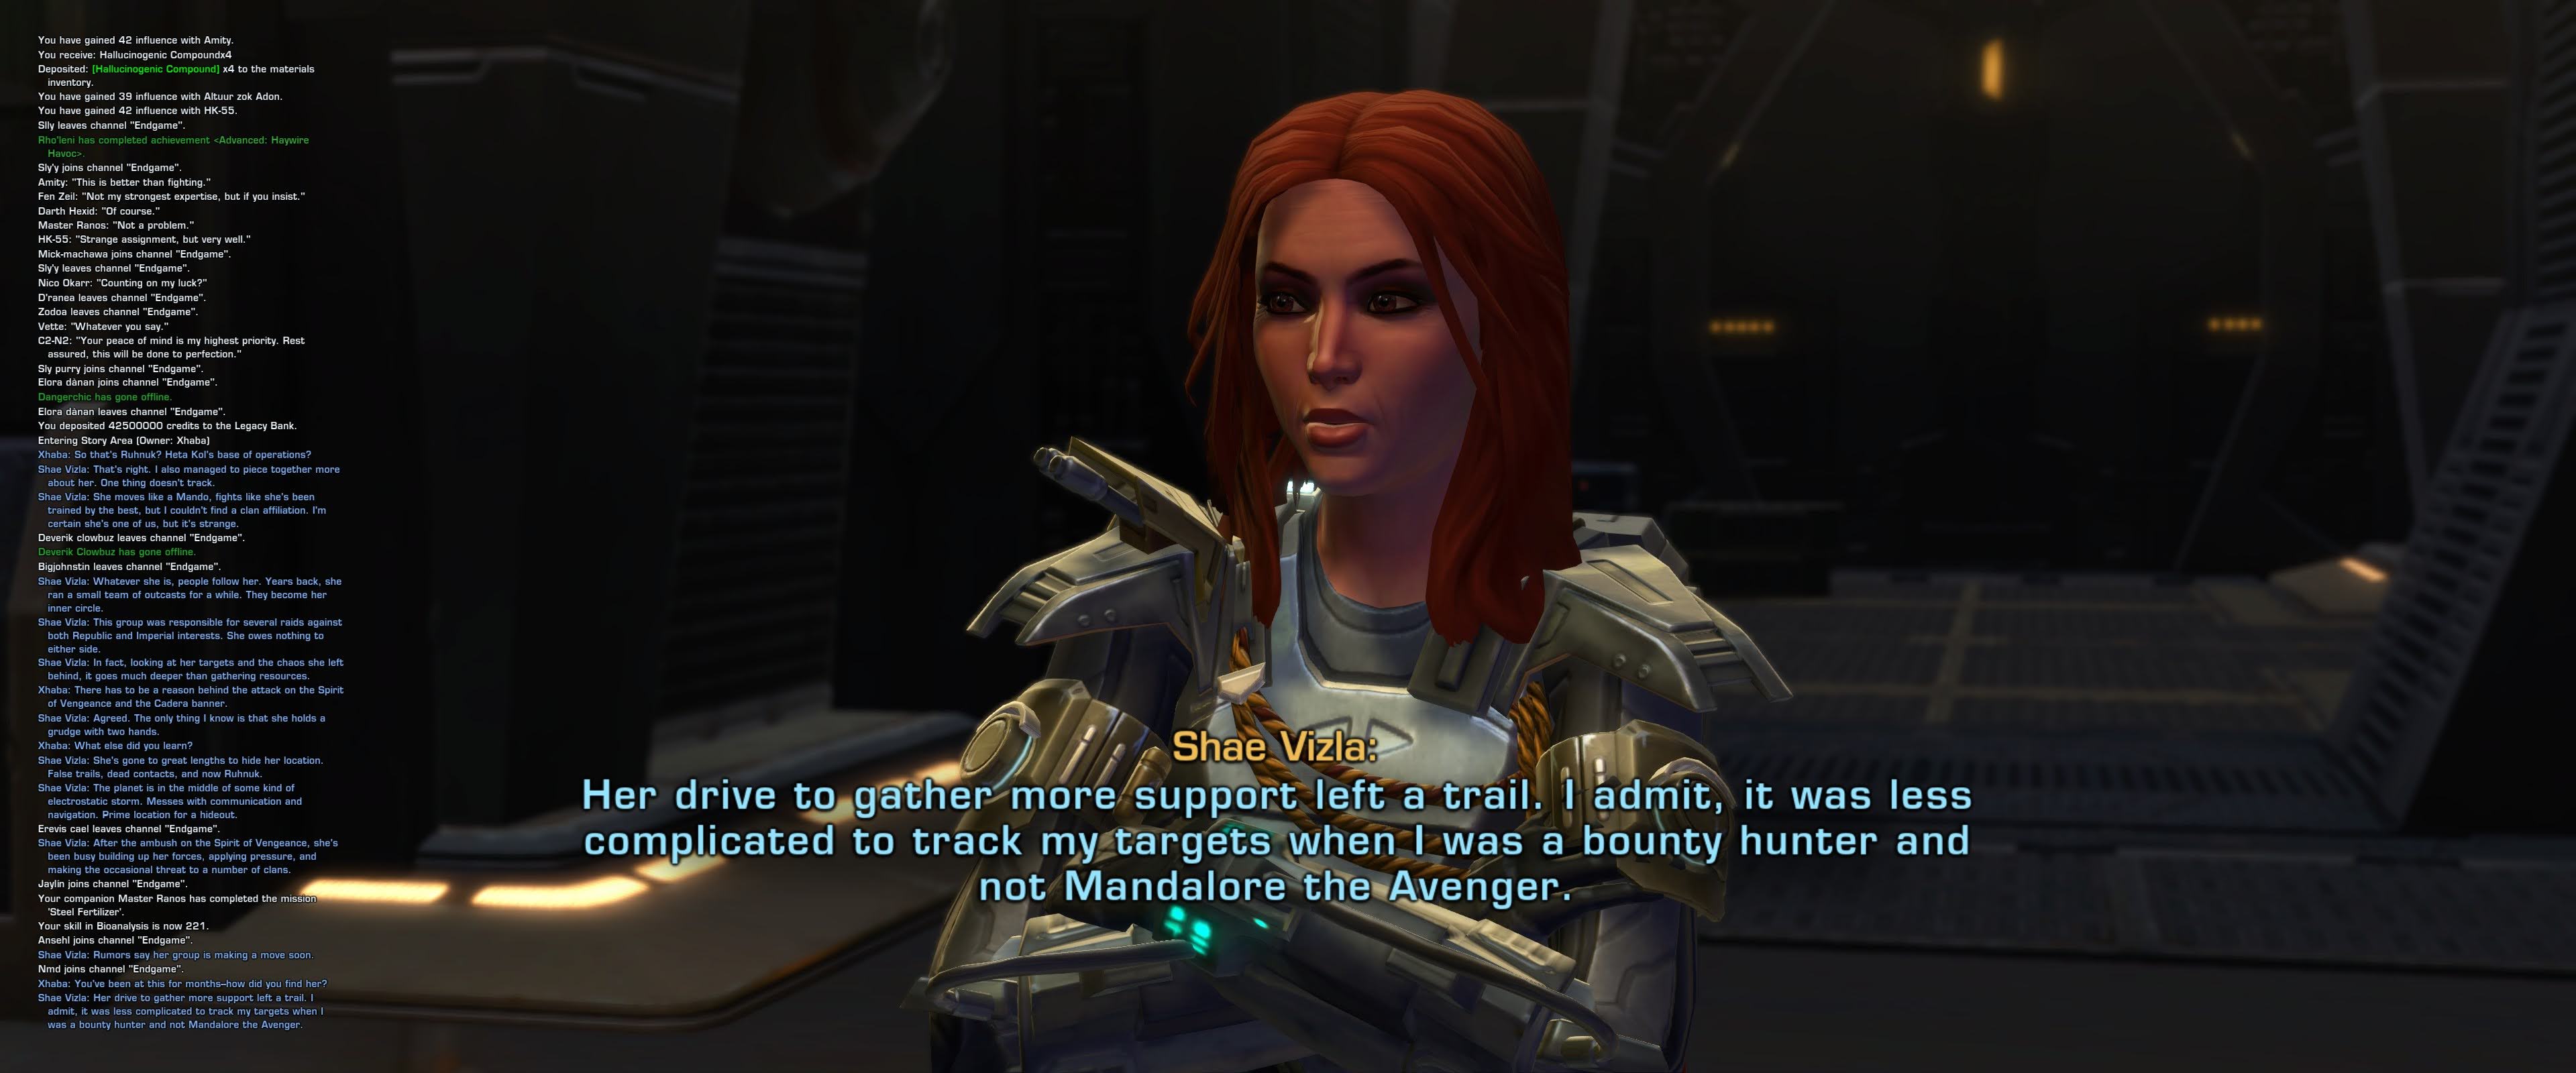 You have gained 42 influence with Amity.
You receive: Hallucinogenic Compoundx4
Deposited: [Hallucinogenic Compound] x4 to the materials
inventory.
You have gained 39 influence with Altuur zok Adon.
You have gained 42 influence with HK-55.
Slly leaves channel "Endgame".
Rho'leni has completed achievement <Advanced: Haywire
Havoc>.
Sly'y joins channel "Endgame".
Amity: "This is better than fighting."
Fen Zeil: "Not my strongest expertise, but if you insist."
Darth Hexid: "Of course."
Master Ranos: "Not a problem."
HK-55: "Strange assignment, but very well."
Mick-machawa joins channel "Endgame".
Sly'y leaves channel "Endgame".
Nico Okarr: "Counting on my luck?"
D'ranea leaves channel "Endgame".
Zodoa leaves channel "Endgame".
Vette: "Whatever you say."
C2-N2: "Your peace of mind is my highest priority. Rest
assured, this will be done to perfection."
Sly purry joins channel "Endgame".
Elora dánan joins channel "Endgame".
Dangerchic has gone offline.
Elora dánan leaves channel "Endgame".
You deposited 42500000 credits to the Legacy Bank.
Entering Story Area (Owner: Xhaba)
Xhaba: So that's Ruhnuk? Heta Kol's base of operations?
Shae Vizla: That's right. I also managed to piece together more
about her. One thing doesn't track.
Shae Vizla: She moves like a Mando, fights like she's been
trained by the best, but I couldn't find a clan affiliation. I'm
certain she's one of us, but it's strange.
Deverik clowbuz leaves channel "Endgame".
Deverik Clowbuz has gone offline.
Bigjohnstin leaves channel "Endgame".
Shae Vizla: Whatever she is, people follow her. Years back, she
ran a small team of outcasts for a while. They become her
inner circle.
Shae Vizla: This group was responsible for several raids against
both Republic and Imperial interests. She owes nothing to
either side.
Shae Vizla: In fact, looking at her targets and the chaos she left
behind, it goes much deeper than gathering resources.
Xhaba: There has to be a reason behind the attack on the Spirit
of Vengeance and the Cadera banner.
Shae Vizla: Agreed. The only thing I know is that she holds a
grudge with two hands.
Xhaba: What else did you learn?
Shae Vizla: She's gone to great lengths to hide her location.
False trails, dead contacts, and now Ruhnuk.
Shae Vizla: The planet is in the middle of some kind of
electrostatic storm. Messes with communication and
navigation. Prime location for a hideout.
Erevis cael leaves channel "Endgame".
Shae Vizla: After the ambush on the Spirit of Vengeance, she's
been busy building up her forces, applying pressure, and
making the occasional threat to a number of clans.
Jaylin joins channel "Endgame".
Your companion Master Ranos has completed the mission
'Steel Fertilizer'.
Your skill in Bioanalysis is now 221.
Ansehl joins channel "Endgame".
Shae Vizla: Rumors say her group is making a move soon.
Nmd joins channel "Endgame".
Xhaba: You've been at this for months—how did you find her?
Shae Vizla: Her drive to gather more support left a trail. I
admit, it was less complicated to track my targets when I
was a bounty hunter and not Mandalore the Avenger.
Shae Vizla:
Her drive to gather more support left a trail. I admit, it was less
complicated to track my targets when I was a bounty hunter and
not Mandalore the Avenger.